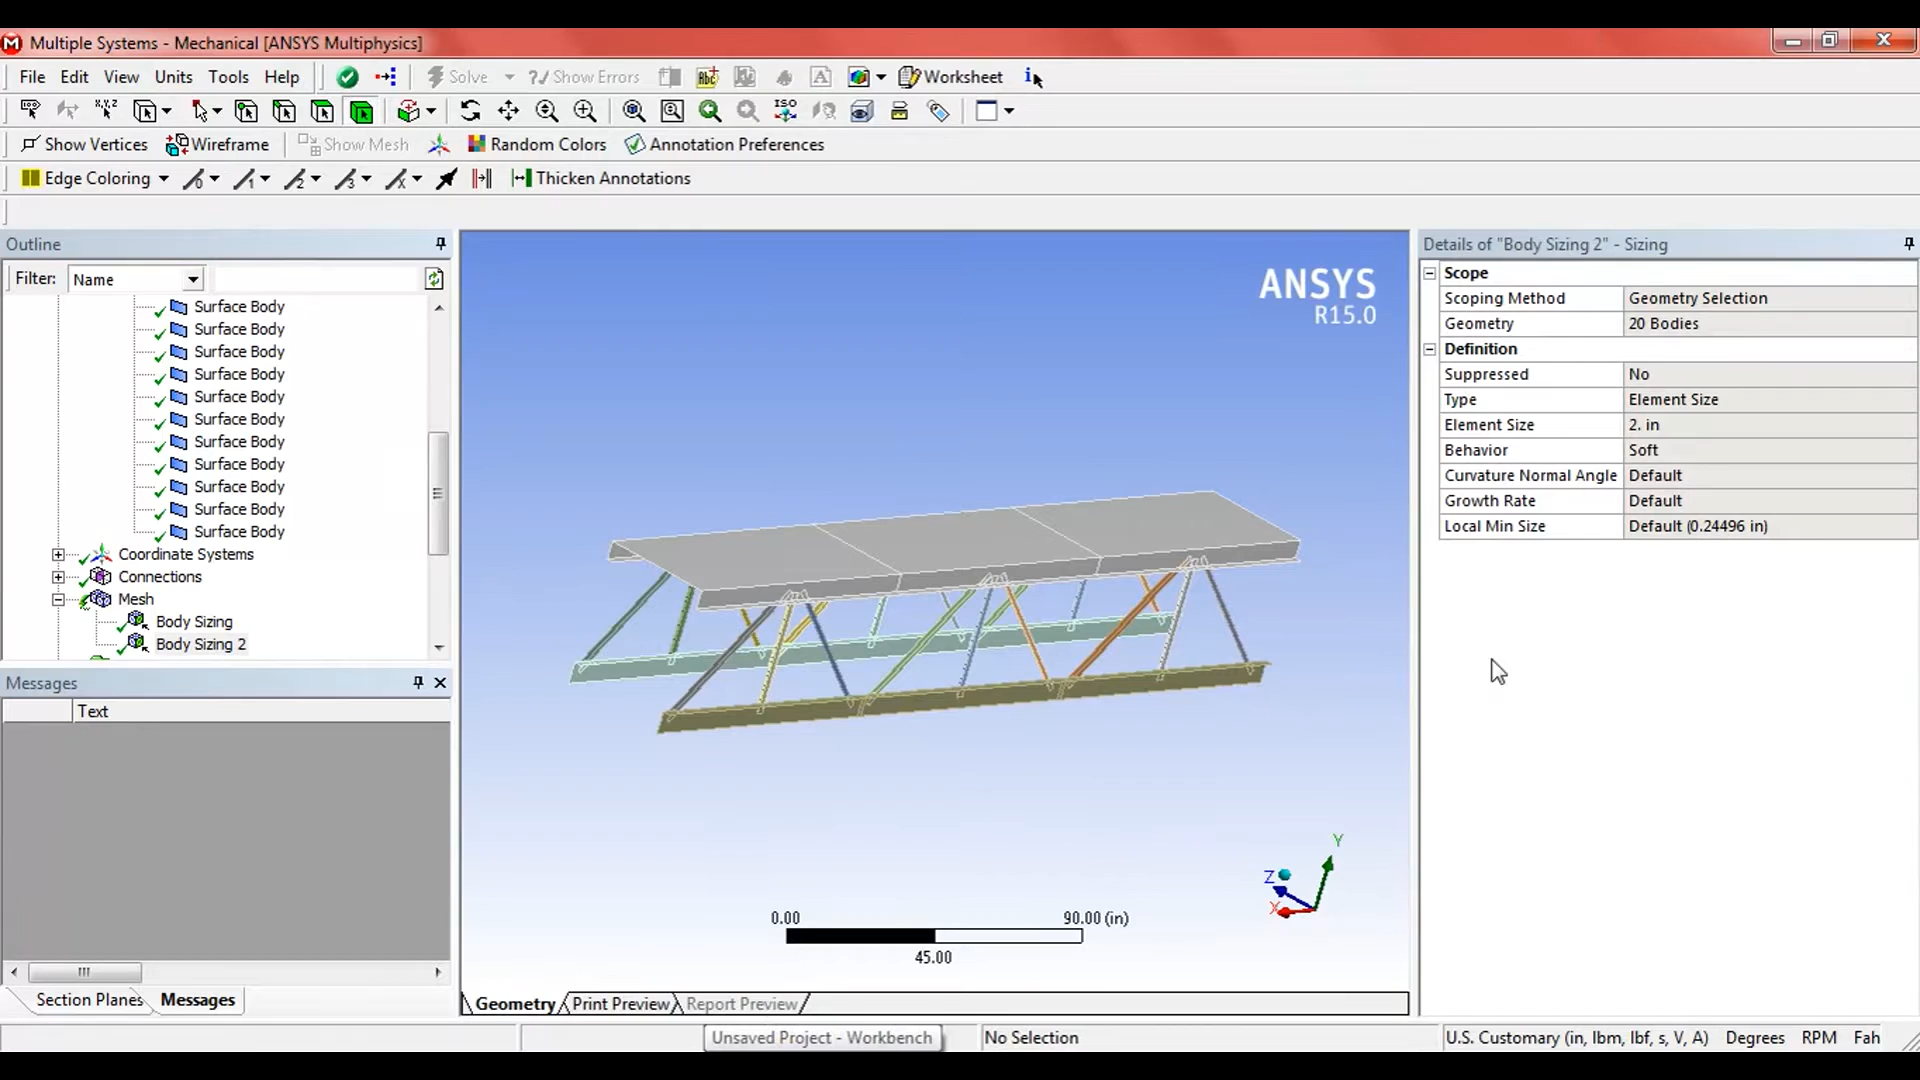 Multiple Systems - Mechanical [ANSYS Multiphysics]
File Edit View Units Tools Help Solve ?/ Show Errors Worksheet
ISO
Show Vertices Wireframe Show Mesh Random Colors Annotation Preferences
Edge Coloring Thicken Annotations
Outline
Filter: Name
Surface Body
Surface Body
Surface Body
Surface Body
Surface Body
Surface Body
Surface Body
Surface Body
Surface Body
Surface Body
Surface Body
Coordinate Systems
Connections
Mesh
Body Sizing
Body Sizing 2
Messages
Text
Section Planes Messages
ANSYS
R15.0
Y
Z
X
0.00 90.00 (in)
45.00
Geometry Print Preview Report Preview
Details of "Body Sizing 2" - Sizing
Scope
Scoping Method Geometry Selection
Geometry 20 Bodies
Definition
Suppressed No
Type Element Size
Element Size 2. in
Behavior Soft
Curvature Normal Angle Default
Growth Rate Default
Local Min Size Default (0.24496 in)
Unsaved Project - Workbench No Selection U.S. Customary (in, lbm, lbf, s, V, A) Degrees RPM Fah